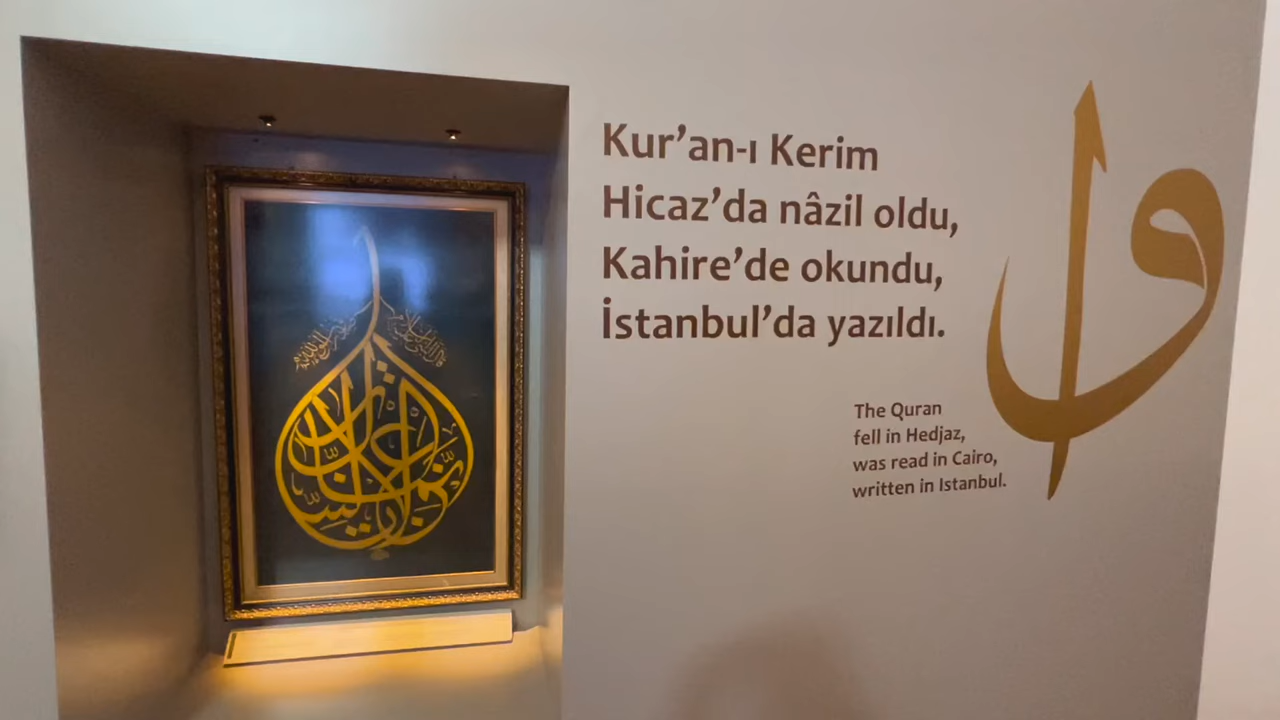 Kur’an-ı Kerim
Hicaz’da nâzil oldu,
Kahire’de okundu,
İstanbul’da yazıldı.
The Quran
fell in Hedjaz,
was read in Cairo,
written in Istanbul.